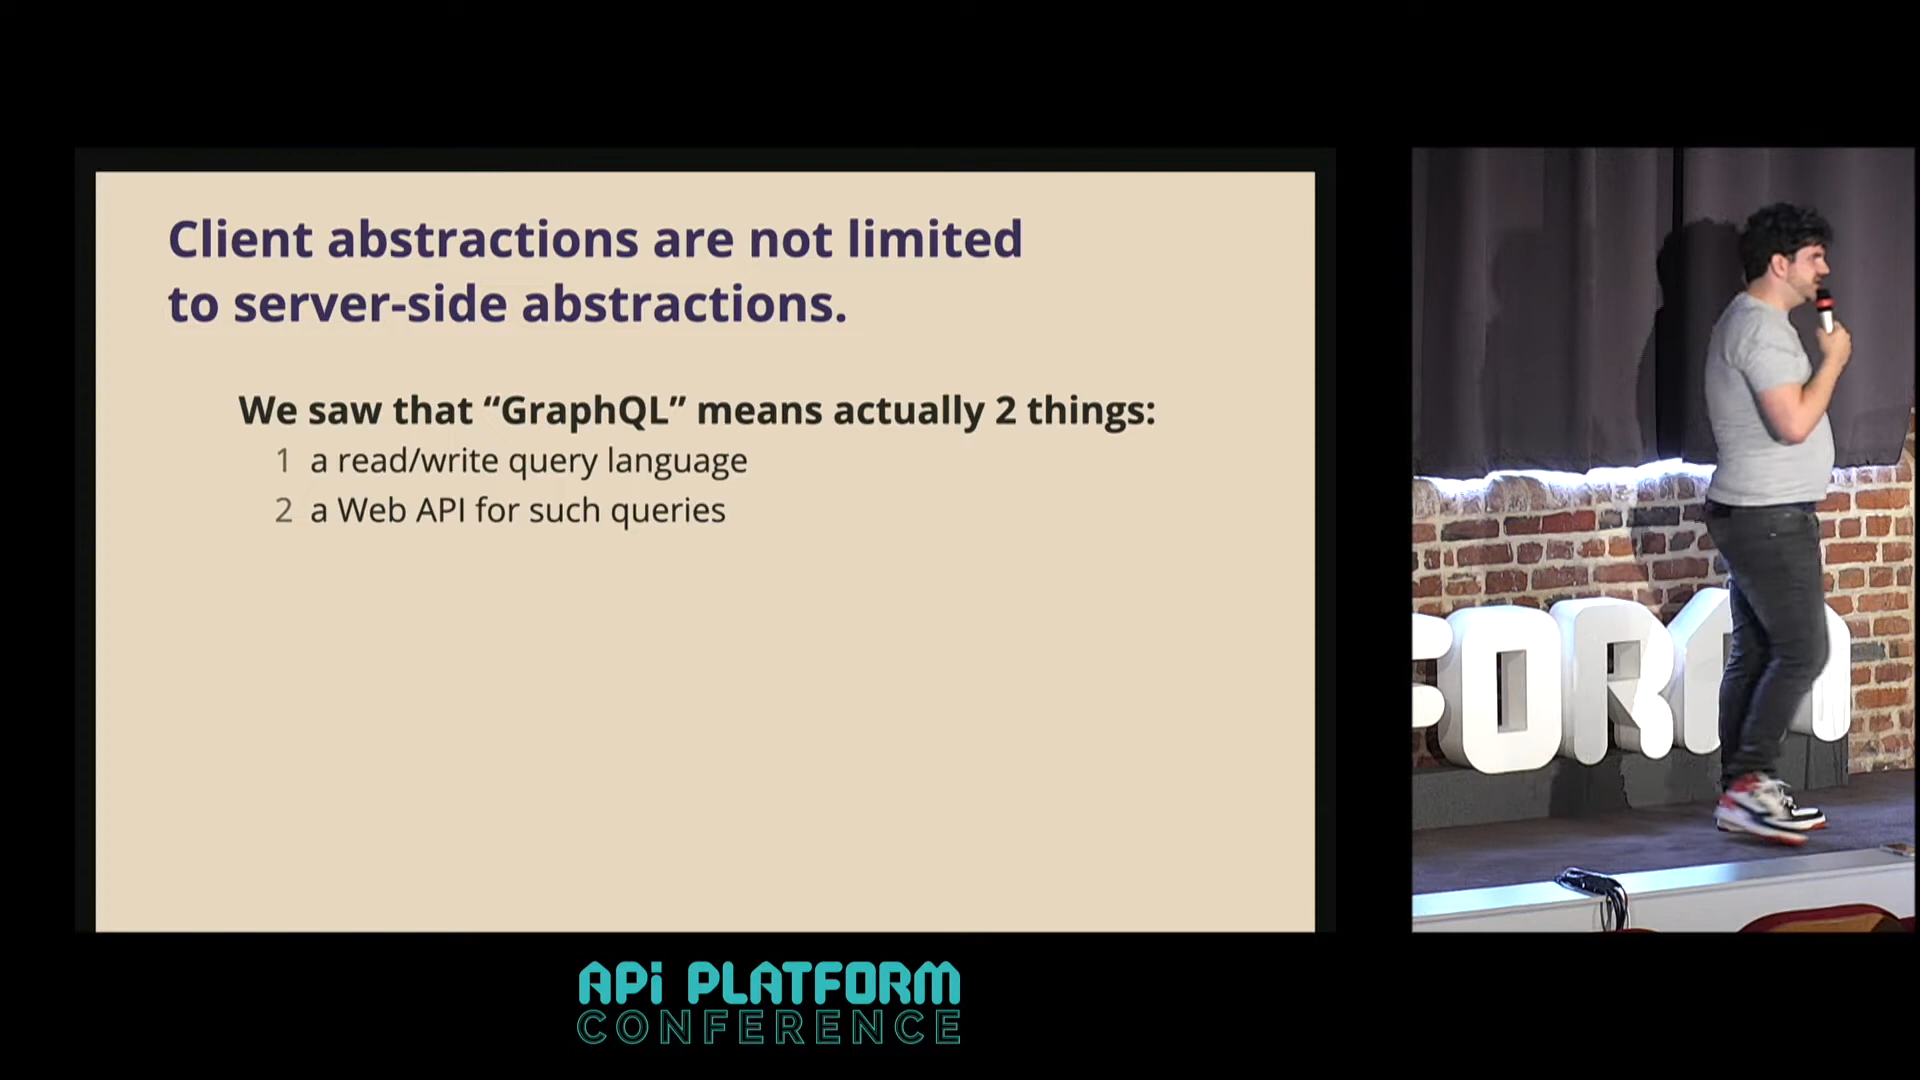 Client abstractions are not limited
to server-side abstractions.
We saw that “GraphQL” means actually 2 things:
1 a read/write query language
2 a Web API for such queries
FORM
APi PLATFORM
CONFERENCE